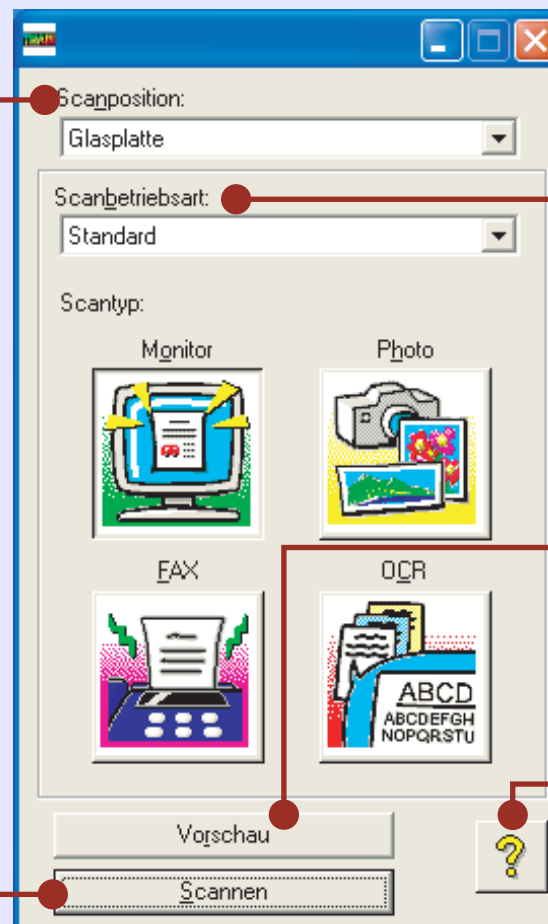 Scanposition:
Glasplatte
Scanbetriebsart:
Standard
Scantyp:
Monitor Photo
FAX OCR
ABCD
ABCDEFGH
NOPQRSTU
Vorschau
?
Scannen